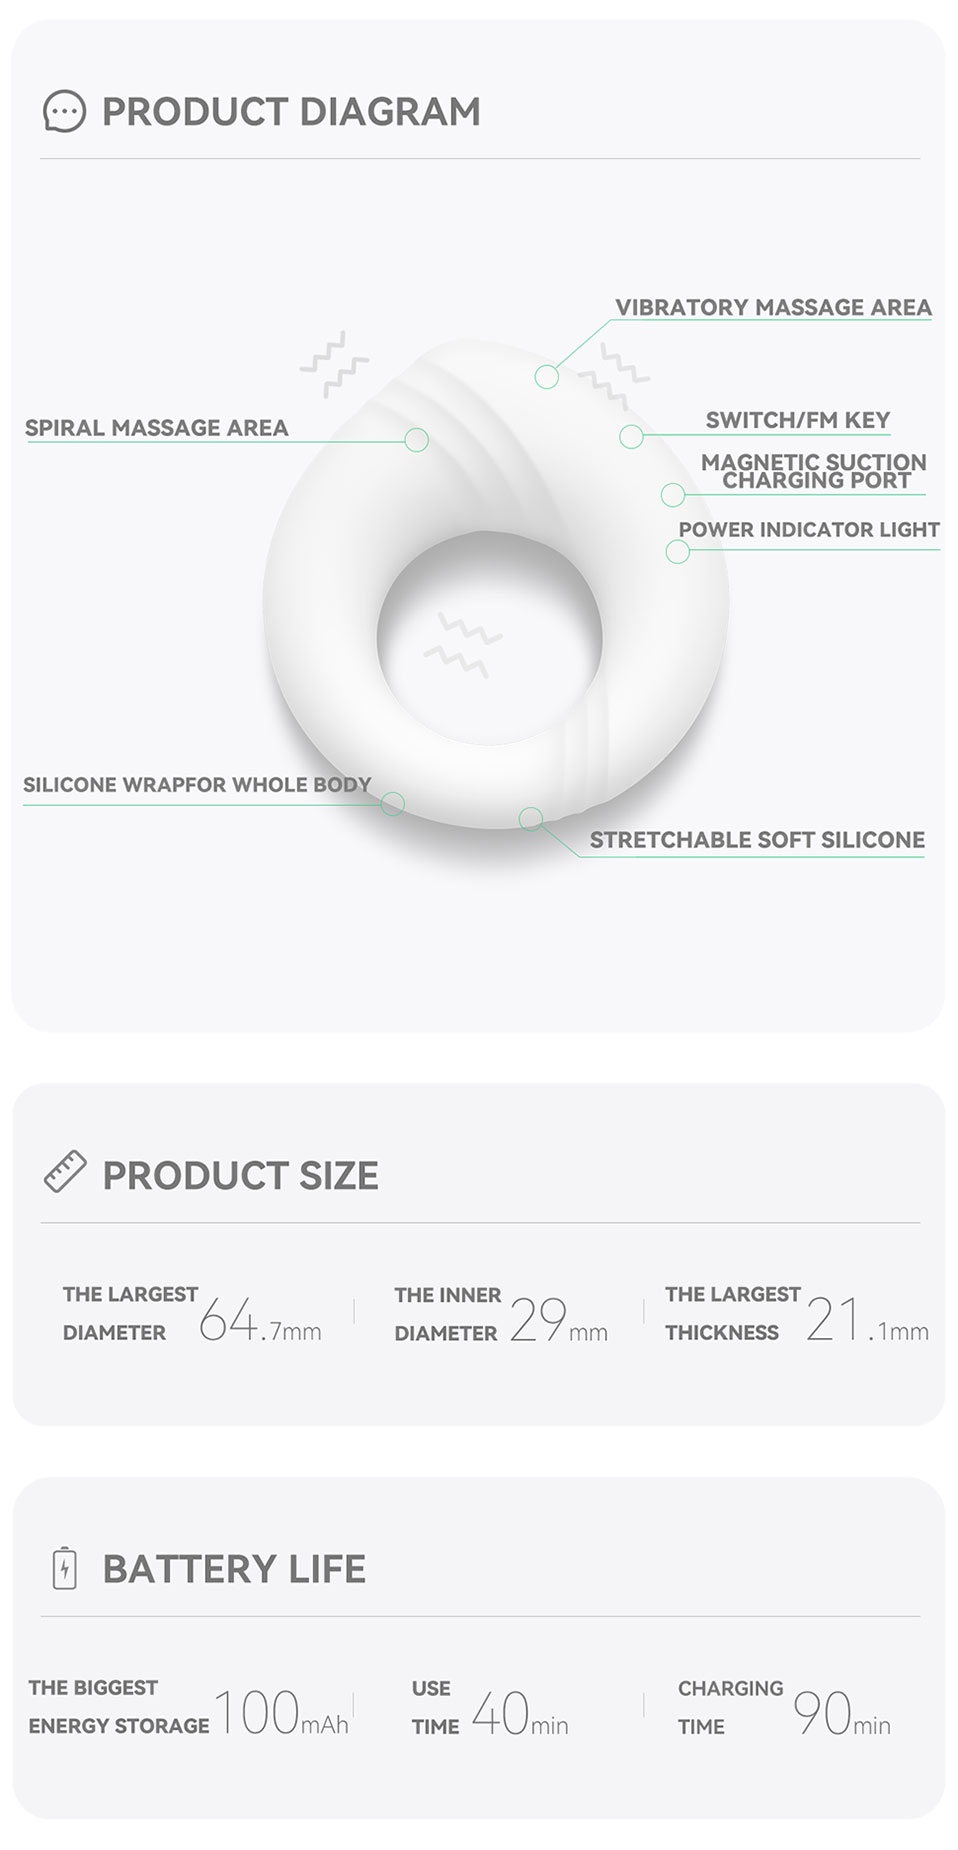 PRODUCT DIAGRAM
VIBRATORY MASSAGE AREA
SWITCH/FM KEY
SPIRAL MASSAGE AREA
MAGNETIC SUCTION
CHARGING PORT
POWER INDICATOR LIGHT
SILICONE WRAPFOR WHOLE BODY
STRETCHABLE SOFT SILICONE
PRODUCT SIZE
THE LARGEST
DIAMETER 64.7mm
THE INNER
DIAMETER 29mm
THE LARGEST
THICKNESS 21.1mm
BATTERY LIFE
THE BIGGEST
ENERGY STORAGE 100mAh
USE
TIME 40min
CHARGING
TIME 90min